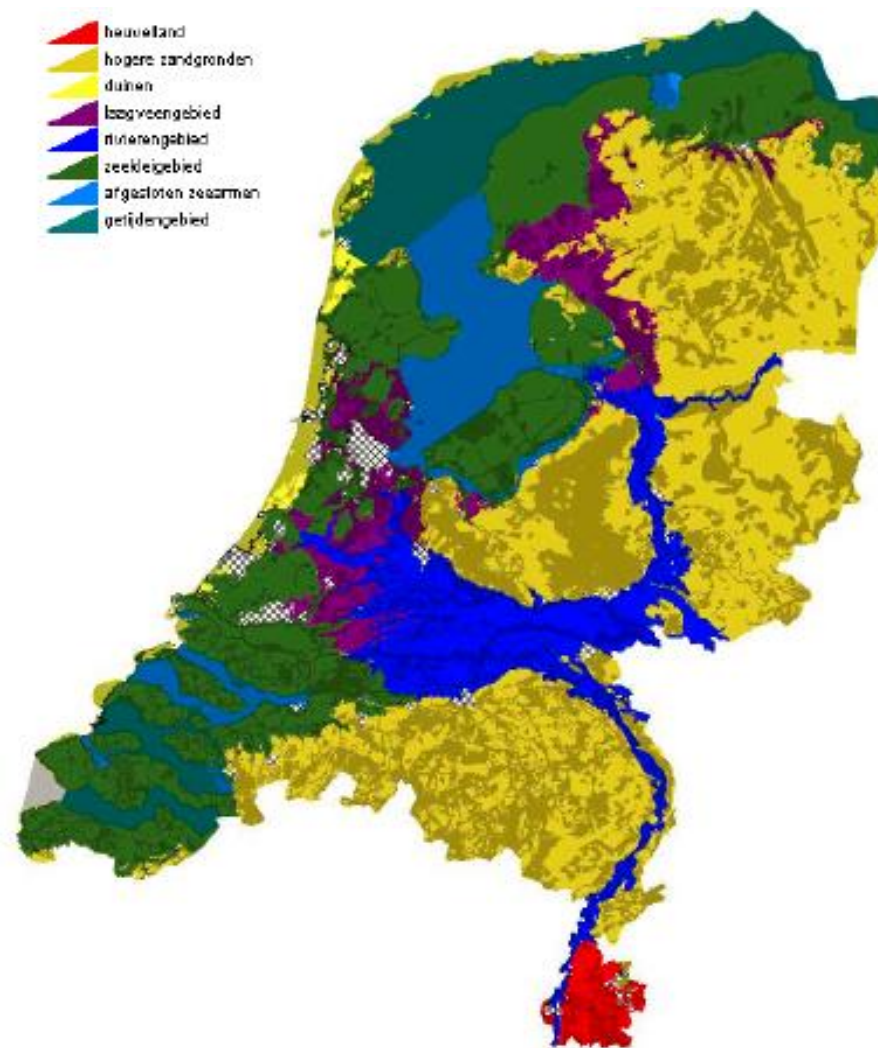 heuvelland
hogere zandgronden
duinen
laagveengebied
rivierengebied
zeekleigebied
afgesloten zeearmen
getijdengebied